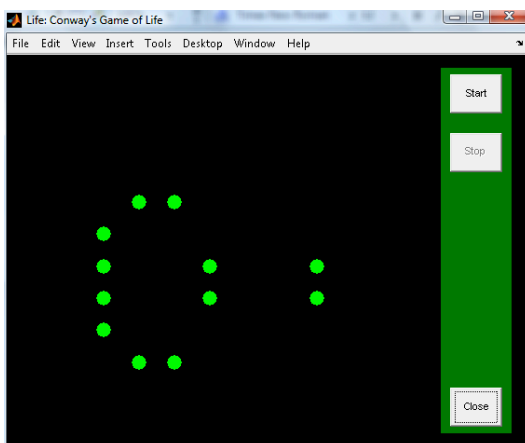 Life: Conway's Game of Life
File Edit View Insert Tools Desktop Window Help
Start
Stop
Close